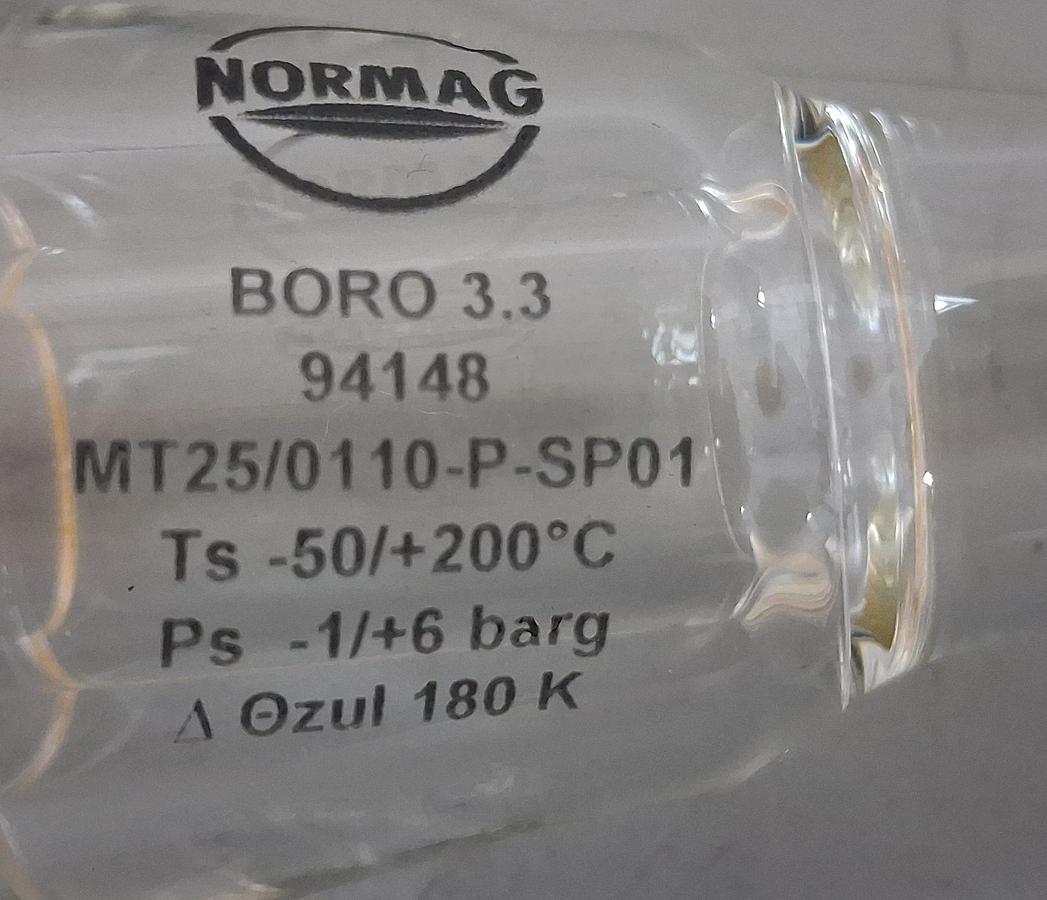 NORMAG
BORO 3.3
94148
MT25/0110-P-SP01
Ts -50/+200°C
Ps -1/+6 barg
Δ Θzul 180 K